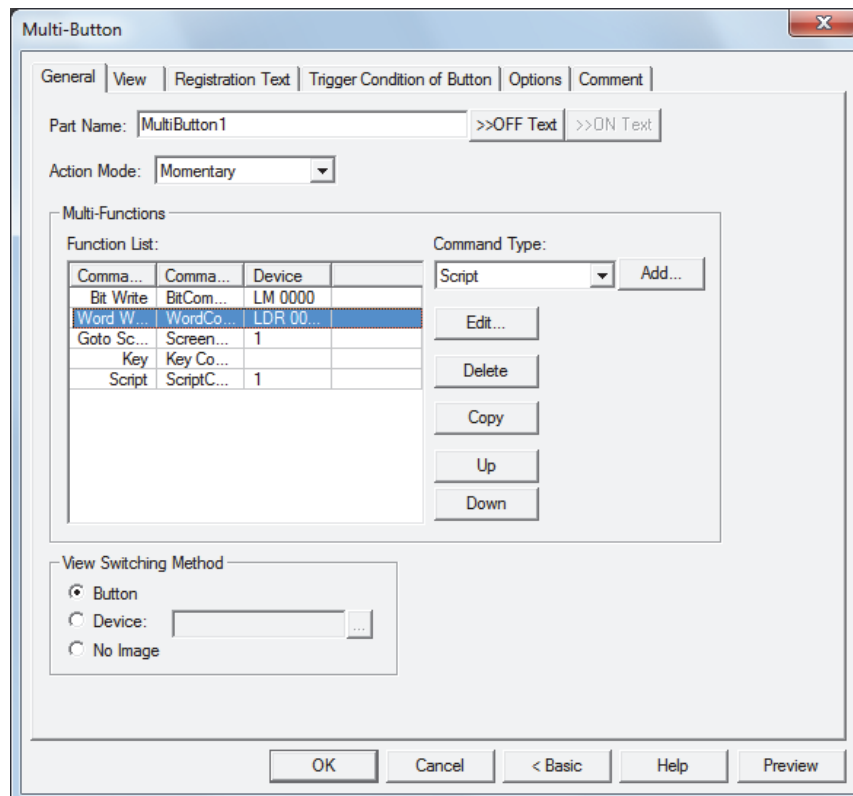 Multi-Button
General View Registration Text Trigger Condition of Button Options Comment
Part Name: MultiButton1 >>OFF Text >>ON Text
Action Mode: Momentary
Multi-Functions
Function List: Command Type:
Comma... Comma... Device Script Add...
Bit Write BitCom... LM 0000
Word W... WordCo... LDR 00... Edit...
Goto Sc... Screen... 1
Key Key Co...
Script ScriptC... 1 Delete
Copy
Up
Down
View Switching Method
Button
Device: ...
No Image
OK Cancel < Basic Help Preview